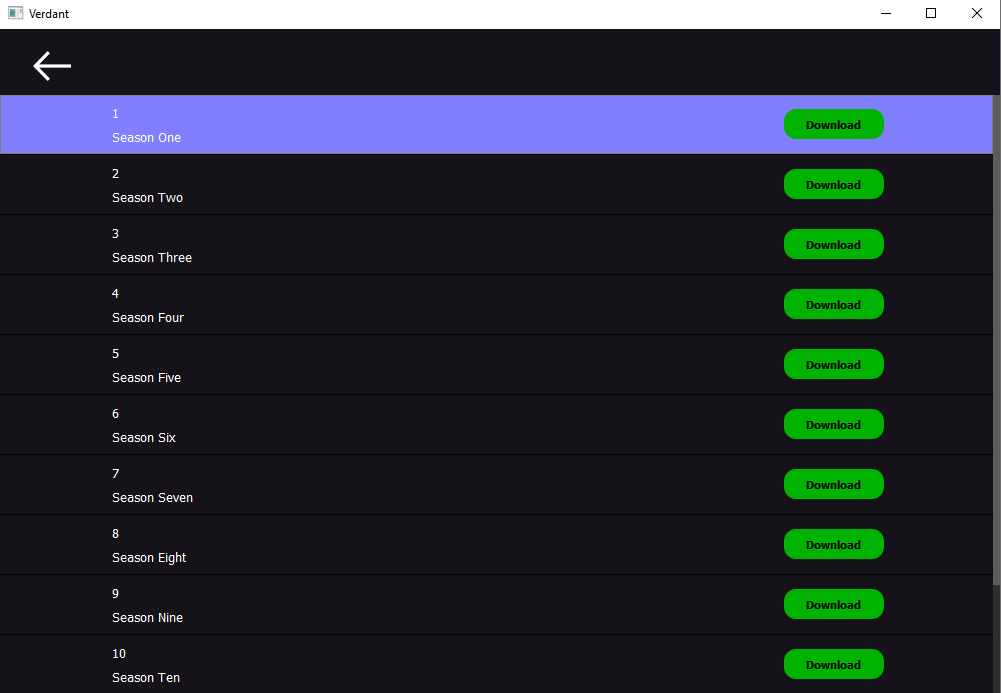 Verdant
1
Season One
Download
2
Season Two
Download
3
Season Three
Download
4
Season Four
Download
5
Season Five
Download
6
Season Six
Download
7
Season Seven
Download
8
Season Eight
Download
9
Season Nine
Download
10
Season Ten
Download